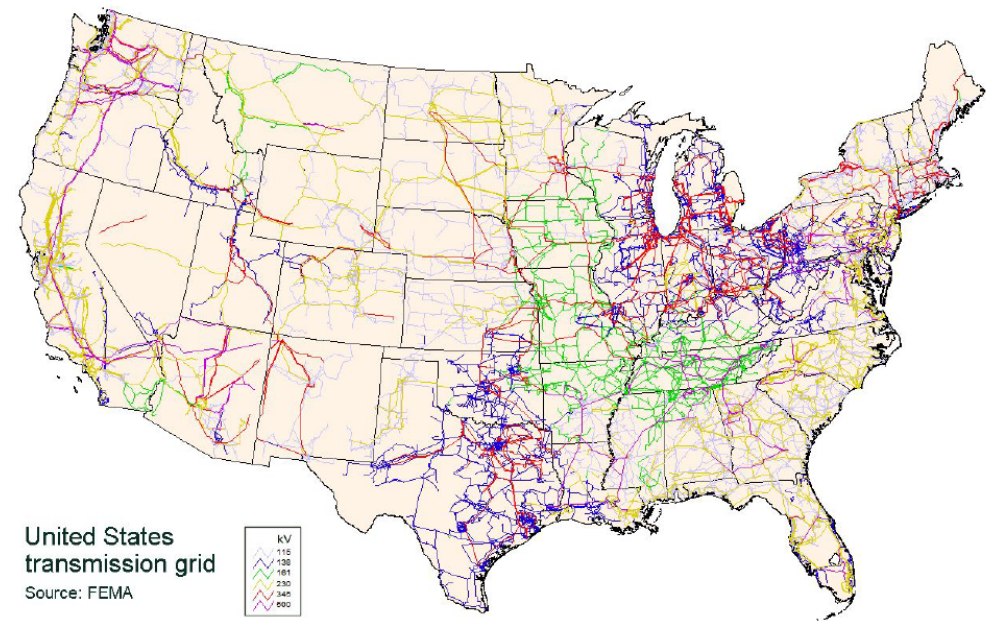 United States
transmission grid
Source: FEMA
kV
115
138
161
230
345
500